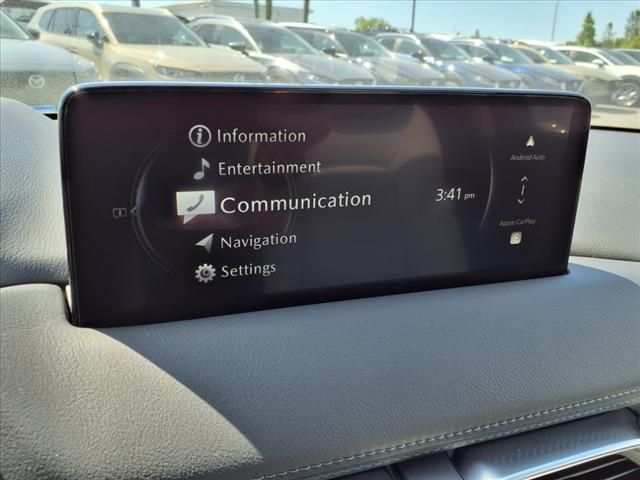 Information
Entertainment
Communication
3:41 pm
Navigation
Settings
Android Auto
Apple CarPlay